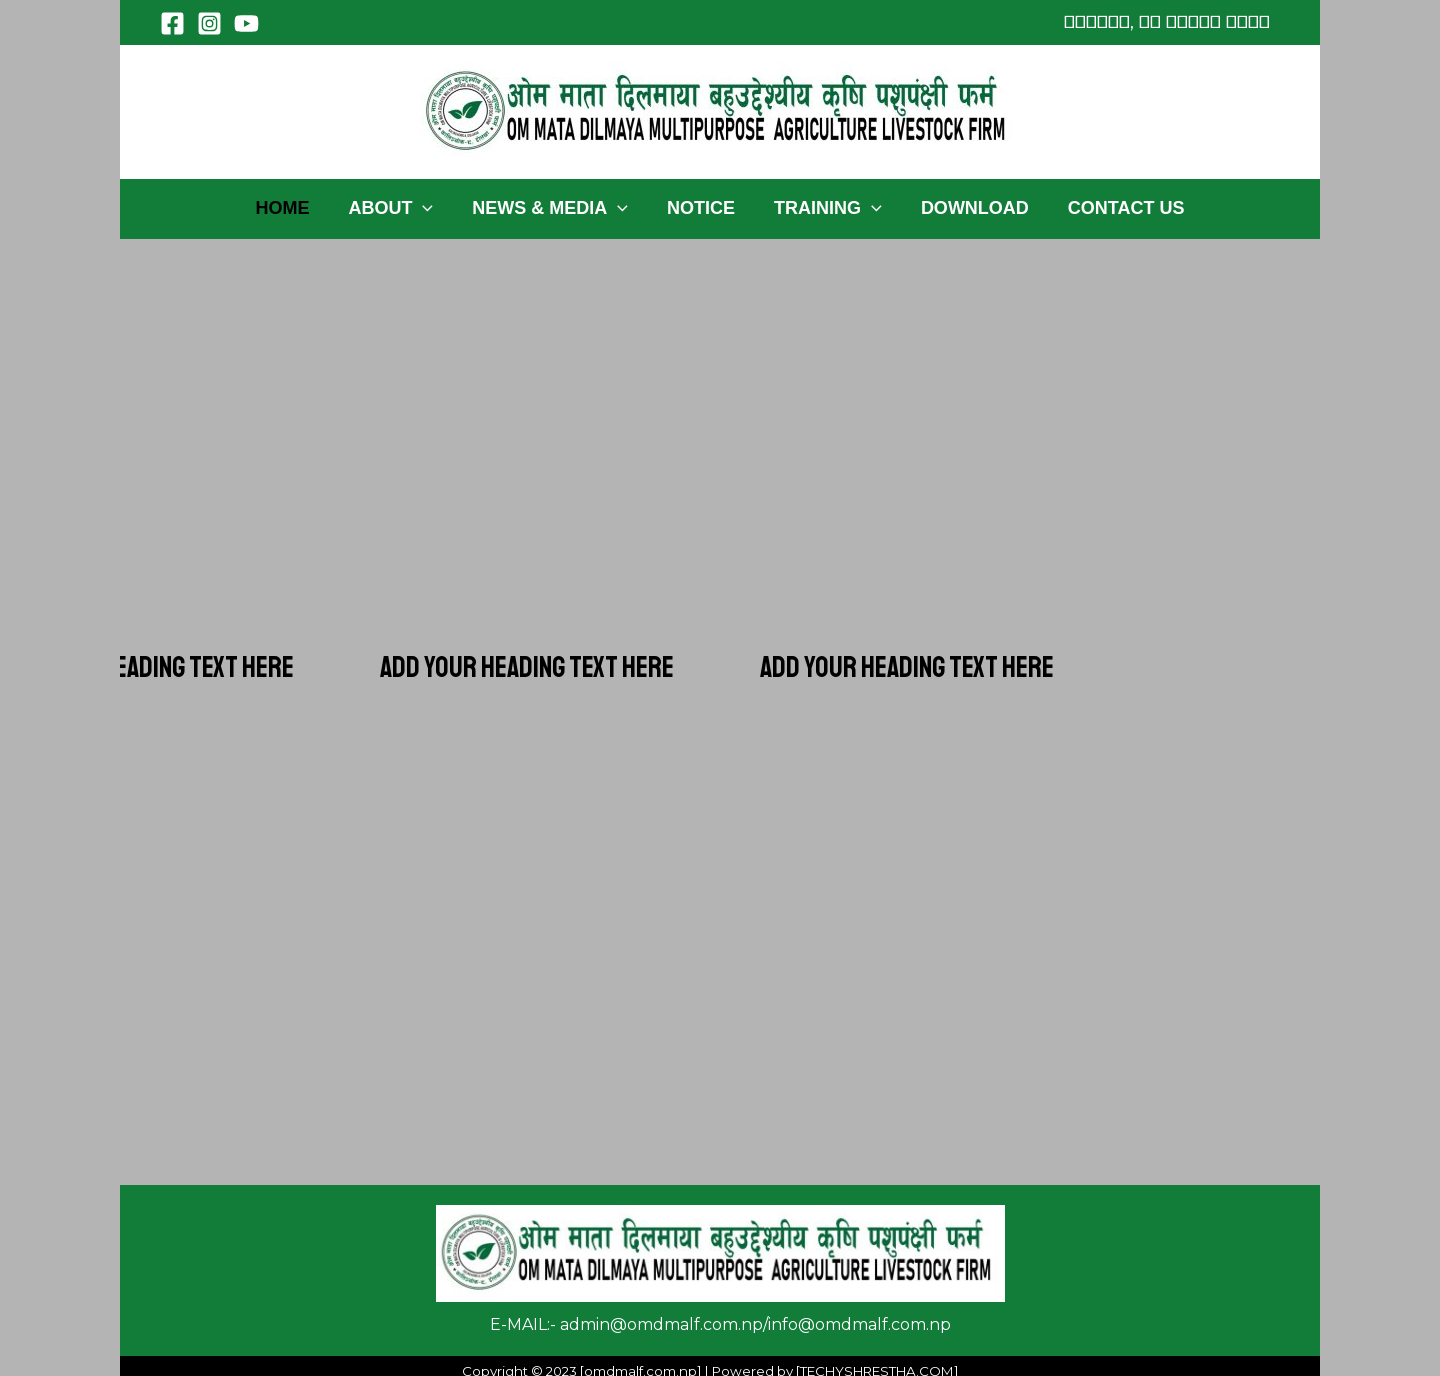 ओम माता दिलमाया बहुउद्देश्यीय कृषि पशुपंक्षी फर्म
OM MATA DILMAYA MULTIPURPOSE AGRICULTURE LIVESTOCK FIRM
HOME ABOUT NEWS & MEDIA NOTICE TRAINING DOWNLOAD CONTACT US
EADING TEXT HERE ADD YOUR HEADING TEXT HERE ADD YOUR HEADING TEXT HERE
ओम माता दिलमाया बहुउद्देश्यीय कृषि पशुपंक्षी फर्म
OM MATA DILMAYA MULTIPURPOSE AGRICULTURE LIVESTOCK FIRM
E-MAIL:- admin@omdmalf.com.np/info@omdmalf.com.np
Copyright © 2023 [omdmalf.com.np] | Powered by [TECHYSHRESTHA.COM]